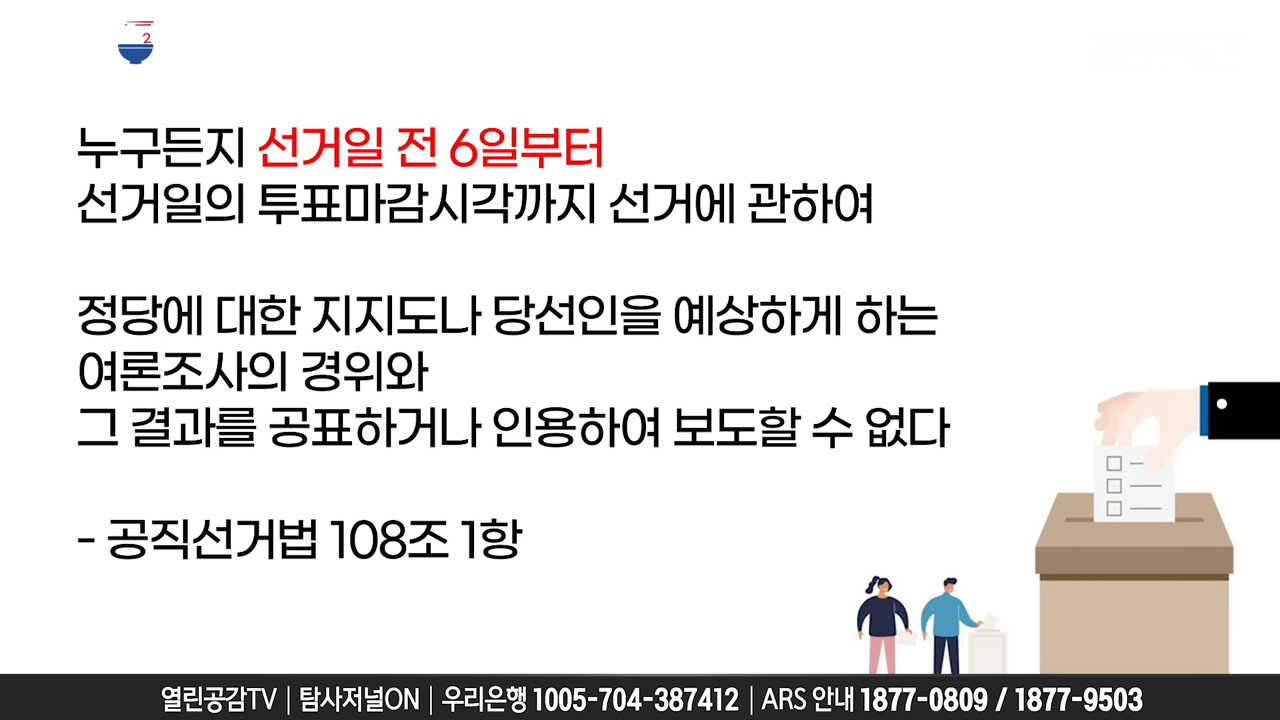 2
누구든지 선거일 전 6일부터
선거일의 투표마감시각까지 선거에 관하여
정당에 대한 지지도나 당선인을 예상하게 하는
여론조사의 경위와
그 결과를 공표하거나 인용하여 보도할 수 없다
- 공직선거법 108조 1항
열린공감TV | 탐사저널ON | 우리은행 1005-704-387412 | ARS 안내 1877-0809 / 1877-9503